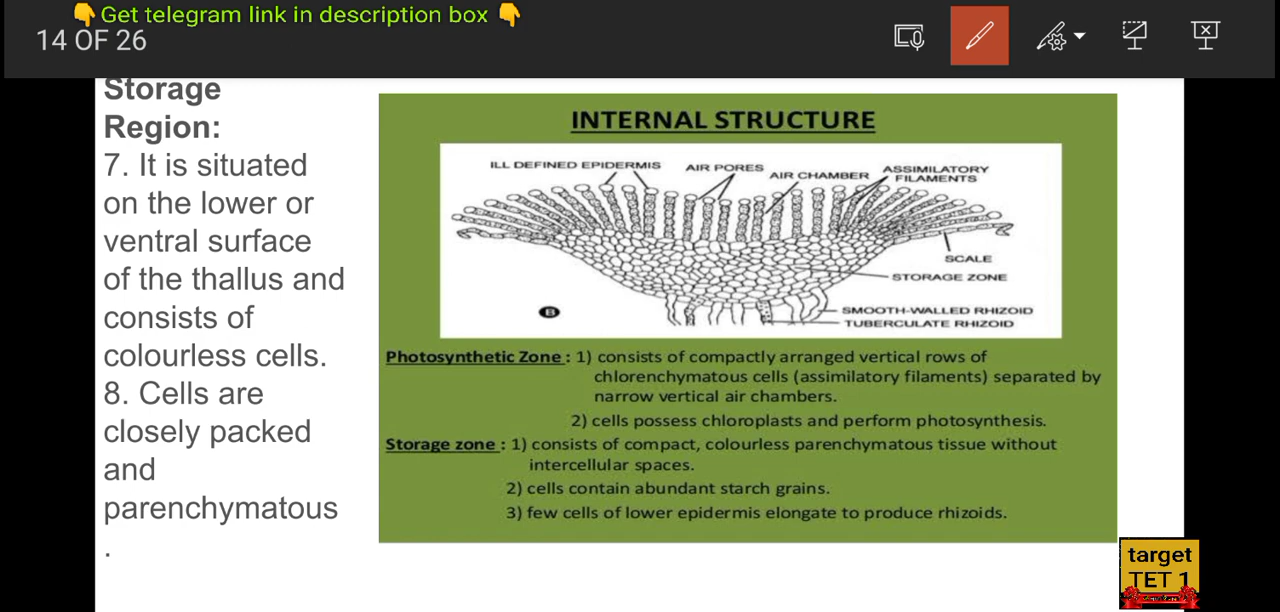 👇Get telegram link in description box 👇
14 OF 26
Storage
Region:
7. It is situated
on the lower or
ventral surface
of the thallus and
consists of
colourless cells.
8. Cells are
closely packed
and
parenchymatous
.
INTERNAL STRUCTURE
ILL DEFINED EPIDERMIS
AIR PORES
AIR CHAMBER
ASSIMILATORY
FILAMENTS
SCALE
STORAGE ZONE
SMOOTH-WALLED RHIZOID
TUBERCULATE RHIZOID
B
Photosynthetic Zone : 1) consists of compactly arranged vertical rows of
chlorenchymatous cells (assimilatory filaments) separated by
narrow vertical air chambers.
2) cells possess chloroplasts and perform photosynthesis.
Storage zone : 1) consists of compact, colourless parenchymatous tissue without
intercellular spaces.
2) cells contain abundant starch grains.
3) few cells of lower epidermis elongate to produce rhizoids.
target
TET 1